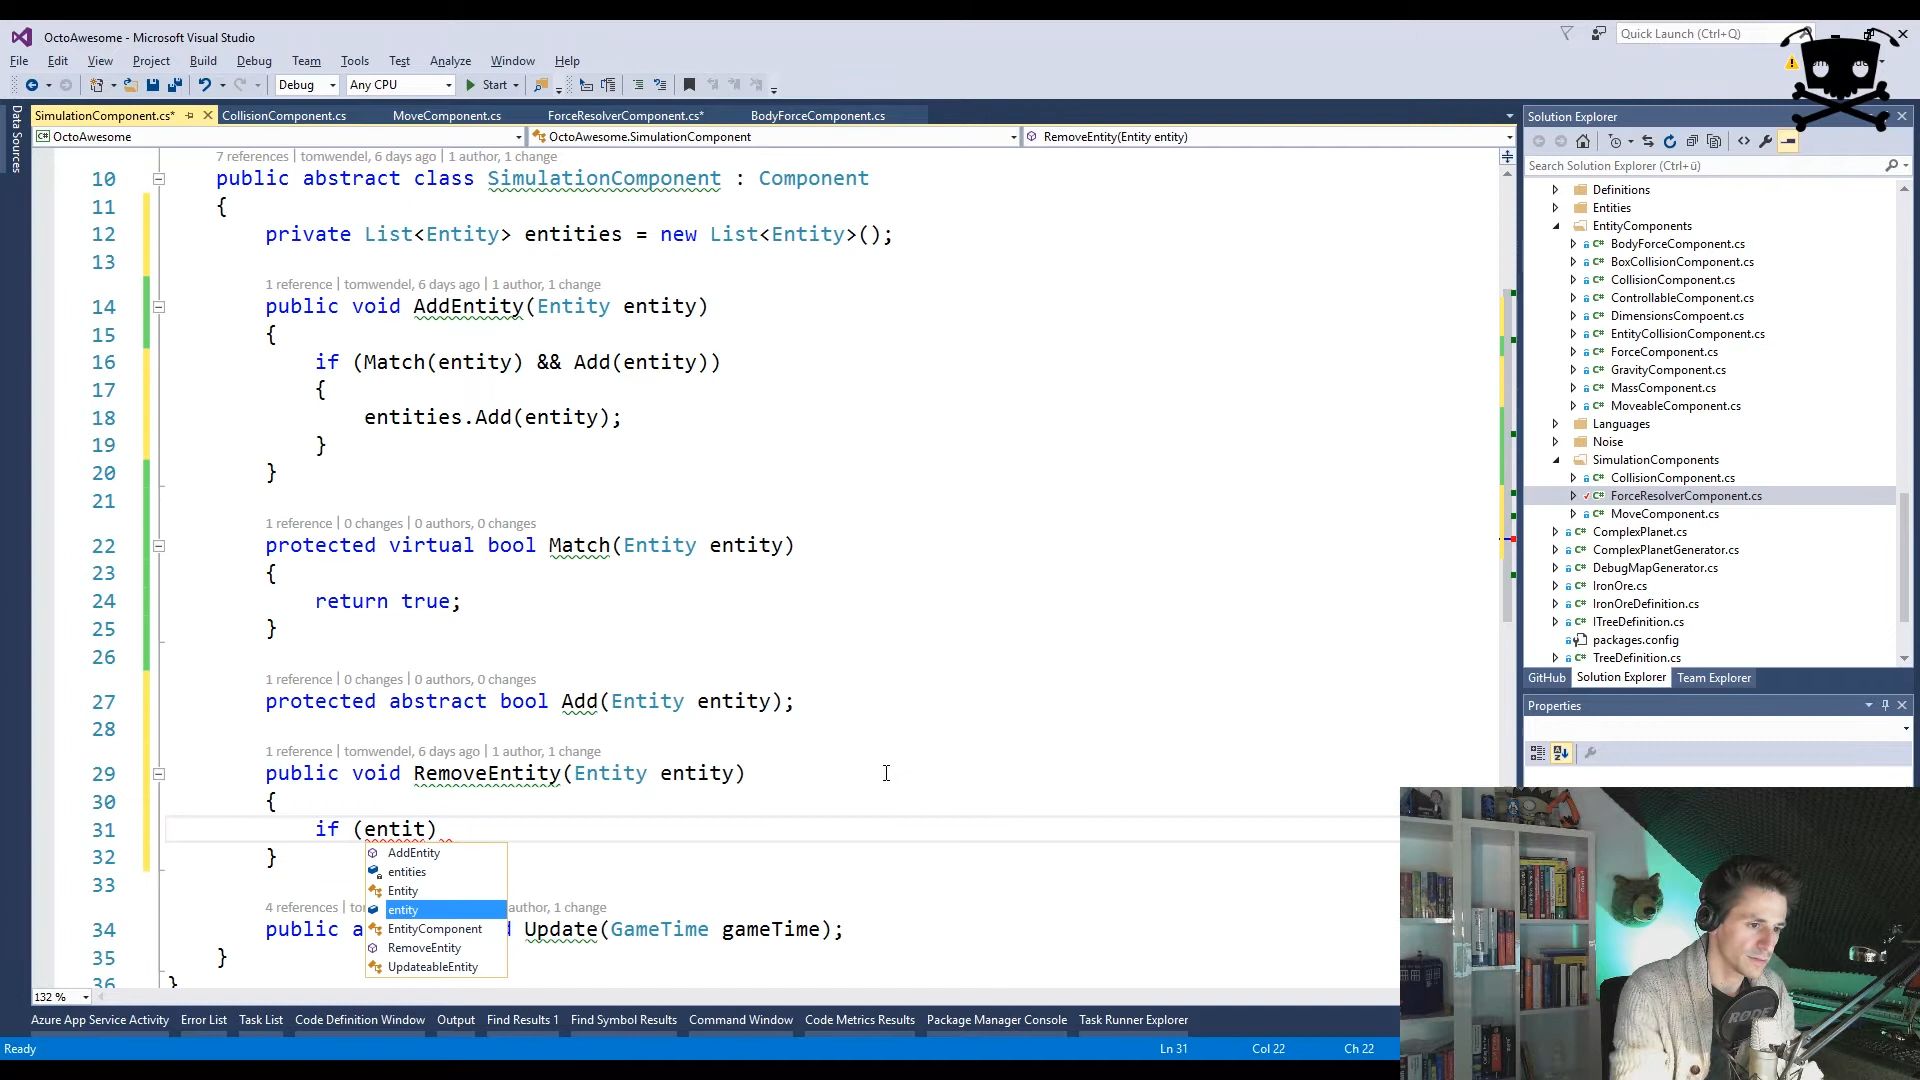 OctoAwesome - Microsoft Visual Studio
Quick Launch (Ctrl+Q)
File Edit View Project Build Debug Team Tools Test Analyze Window Help
Debug Any CPU Start
Data Sources
SimulationComponent.cs* CollisionComponent.cs MoveComponent.cs ForceResolverComponent.cs* BodyForceComponent.cs
OctoAwesome OctoAwesome.SimulationComponent RemoveEntity(Entity entity)
7 references | tomwendel, 6 days ago | 1 author, 1 change
10 public abstract class SimulationComponent : Component
11 {
12 private List<Entity> entities = new List<Entity>();
13
1 reference | tomwendel, 6 days ago | 1 author, 1 change
14 public void AddEntity(Entity entity)
15 {
16 if (Match(entity) && Add(entity))
17 {
18 entities.Add(entity);
19 }
20 }
21
1 reference | 0 changes | 0 authors, 0 changes
22 protected virtual bool Match(Entity entity)
23 {
24 return true;
25 }
26
1 reference | 0 changes | 0 authors, 0 changes
27 protected abstract bool Add(Entity entity);
28
1 reference | tomwendel, 6 days ago | 1 author, 1 change
29 public void RemoveEntity(Entity entity)
30 {
31 if (entit)
32 }
33
AddEntity
entities
Entity
entity
EntityComponent
RemoveEntity
UpdateableEntity
4 references | to author, 1 change
34 public a d Update(GameTime gameTime);
35 }
36 }
132 %
Azure App Service Activity Error List Task List Code Definition Window Output Find Results 1 Find Symbol Results Command Window Code Metrics Results Package Manager Console Task Runner Explorer
Ready Ln 31 Col 22 Ch 22
Solution Explorer
Search Solution Explorer (Ctrl+ü)
Definitions
Entities
EntityComponents
BodyForceComponent.cs
BoxCollisionComponent.cs
CollisionComponent.cs
ControllableComponent.cs
DimensionsCompoent.cs
EntityCollisionComponent.cs
ForceComponent.cs
GravityComponent.cs
MassComponent.cs
MoveableComponent.cs
Languages
Noise
SimulationComponents
CollisionComponent.cs
ForceResolverComponent.cs
MoveComponent.cs
ComplexPlanet.cs
ComplexPlanetGenerator.cs
DebugMapGenerator.cs
IronOre.cs
IronOreDefinition.cs
ITreeDefinition.cs
packages.config
TreeDefinition.cs
GitHub Solution Explorer Team Explorer
Properties
RØDE